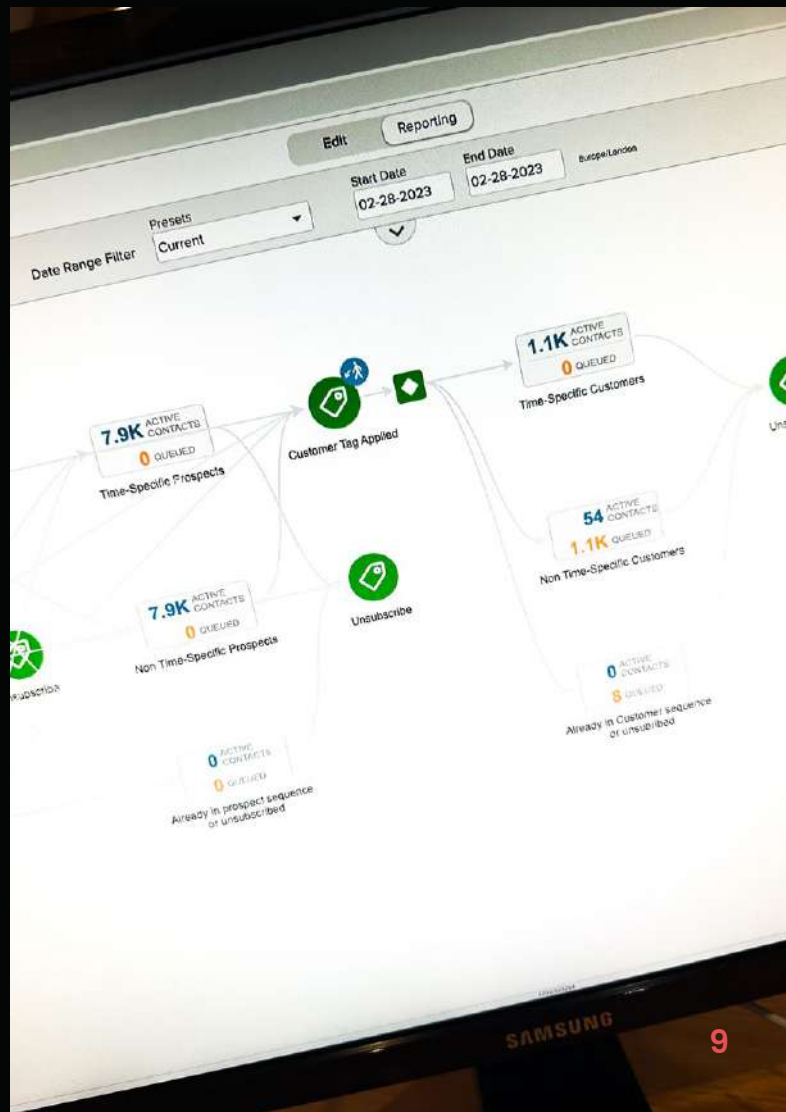 Edit
Reporting
Date Range Filter
Presets
Current
Start Date
02-28-2023
End Date
02-28-2023
Europe/London
7.9K ACTIVE CONTACTS
0 QUEUED
Time-Specific Prospects
Customer Tag Applied
1.1K ACTIVE CONTACTS
0 QUEUED
Time-Specific Customers
7.9K ACTIVE CONTACTS
0 QUEUED
Non Time-Specific Prospects
Unsubscribe
54 ACTIVE CONTACTS
1.1K QUEUED
Non Time-Specific Customers
0 ACTIVE CONTACTS
0 QUEUED
Already in prospect sequence
or unsubscribed
0 ACTIVE CONTACTS
8 QUEUED
Already in Customer sequence
or unsubribed
SAMSUNG
9